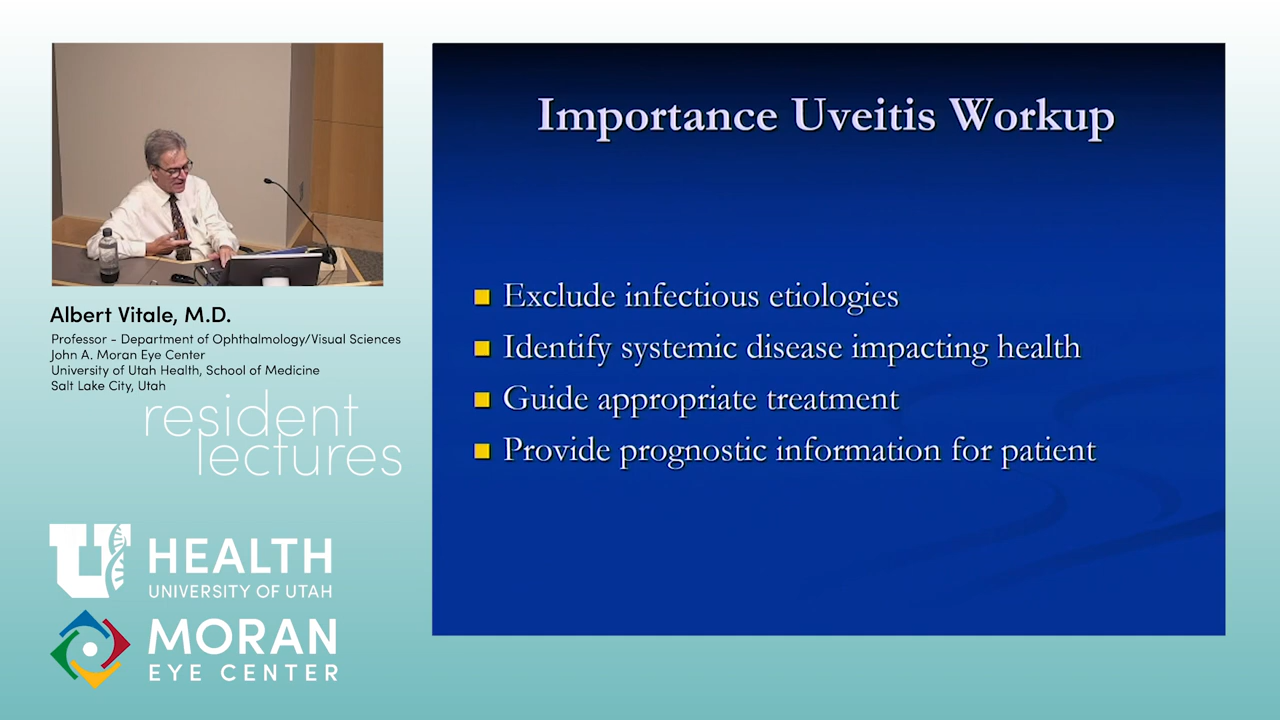 Importance Uveitis Workup
Exclude infectious etiologies
Identify systemic disease impacting health
Guide appropriate treatment
Provide prognostic information for patient
Albert Vitale, M.D.
Professor - Department of Ophthalmology/Visual Sciences
John A. Moran Eye Center
University of Utah Health, School of Medicine
Salt Lake City, Utah
resident
lectures
U HEALTH
UNIVERSITY OF UTAH
MORAN
EYE CENTER